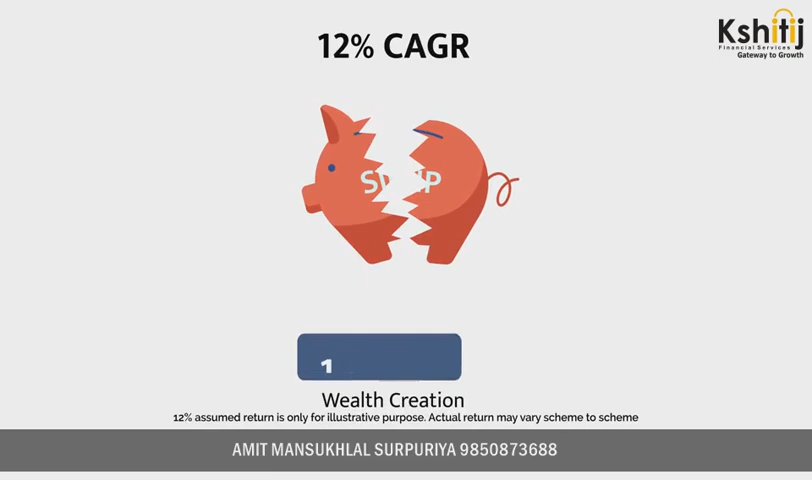 12% CAGR
Kshitij
Financial Services
Gateway to Growth
SIP
1
Wealth Creation
12% assumed return is only for illustrative purpose. Actual return may vary scheme to scheme
AMIT MANSUKHLAL SURPURIYA 9850873688